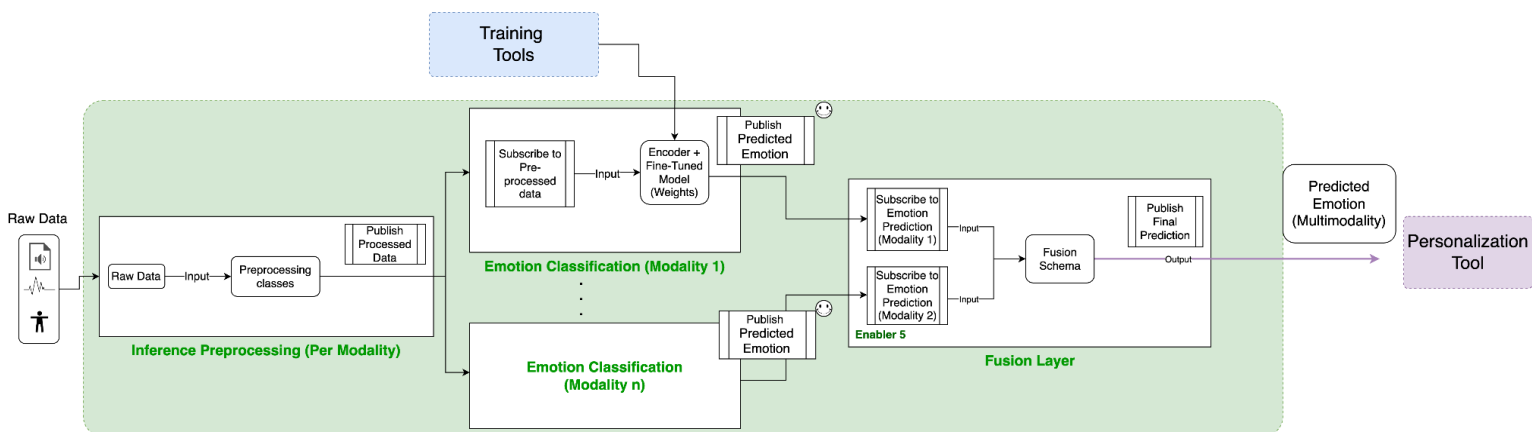 Training
Tools
Raw Data
Raw Data
Input
Preprocessing
classes
Publish
Processed
Data
Inference Preprocessing (Per Modality)
Subscribe to
Pre-
processed
data
Input
Encoder +
Fine-Tuned
Model
(Weights)
Publish
Predicted
Emotion
Emotion Classification (Modality 1)
.
.
.
Emotion Classification
(Modality n)
Publish
Predicted
Emotion
Subscribe to
Emotion
Prediction
(Modality 1)
Input
Subscribe to
Emotion
Prediction
(Modality 2)
Input
Fusion
Schema
Publish
Final
Prediction
Output
Enabler 5
Fusion Layer
Predicted
Emotion
(Multimodality)
Personalization
Tool